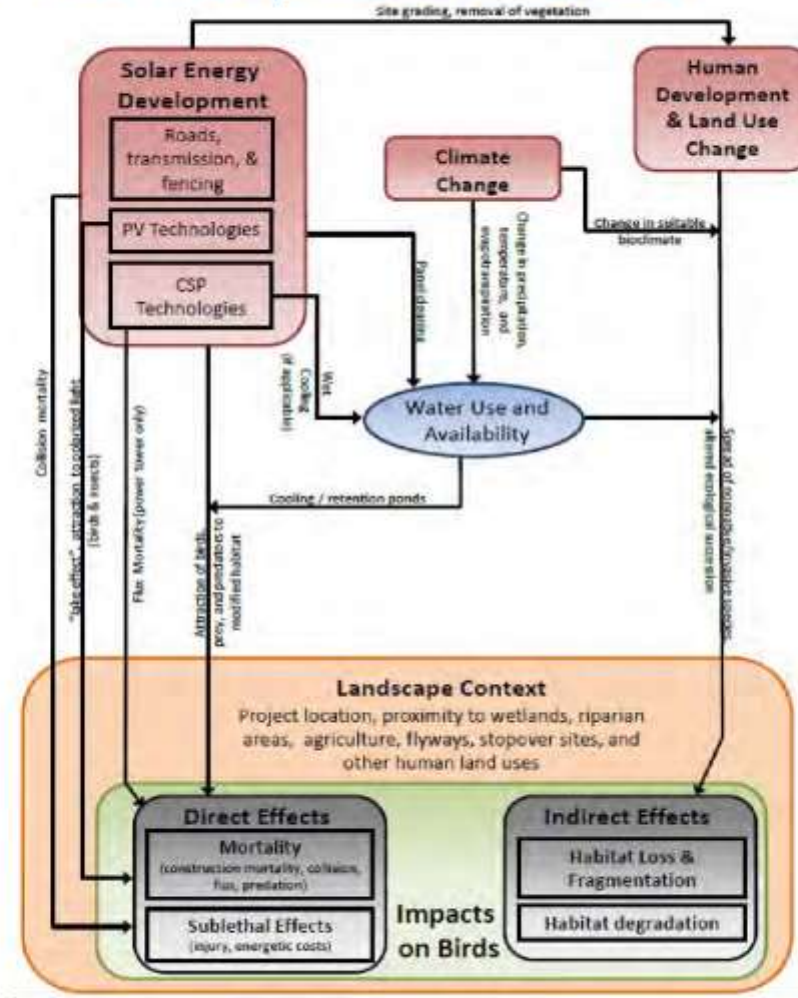 Site grading, removal of vegetation
Solar Energy
Development
Roads,
transmission, &
fencing
PV Technologies
CSP
Technologies
Climate
Change
Human
Development
& Land Use
Change
Change in suitable
bioclimate
Change in precipitation,
temperature, and
evapotranspiration
Panel cleaning
Wet
Cooling
(if applicable)
Water Use and
Availability
Cooling / retention ponds
Collision mortality
"lake effect", attraction to polarized light
(birds & insects)
Flux Mortality (power tower only)
Attraction of birds,
prey, and predators to
modified habitat
Spread of nonnative/invasive species,
altered ecological succession
Landscape Context
Project location, proximity to wetlands, riparian
areas, agriculture, flyways, stopover sites, and
other human land uses
Direct Effects
Mortality
(construction mortality, collision,
flux, predation)
Sublethal Effects
(injury, energetic costs)
Impacts
on Birds
Indirect Effects
Habitat Loss &
Fragmentation
Habitat degradation